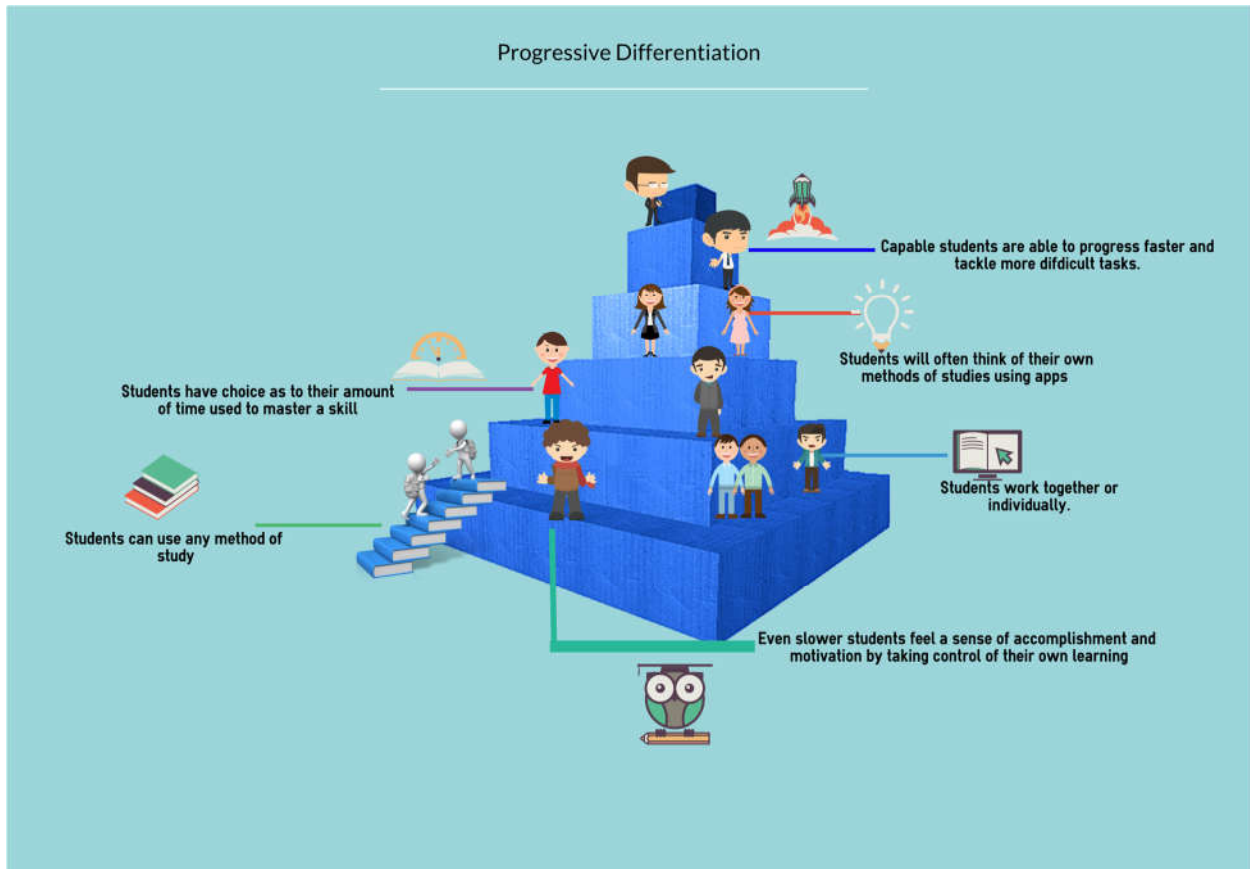 Progressive Differentiation
Capable students are able to progress faster and
tackle more difdicult tasks.
Students will often think of their own
methods of studies using apps
Students have choice as to their amount
of time used to master a skill
Students work together or
individually.
Students can use any method of
study
Even slower students feel a sense of accomplishment and
motivation by taking control of their own learning